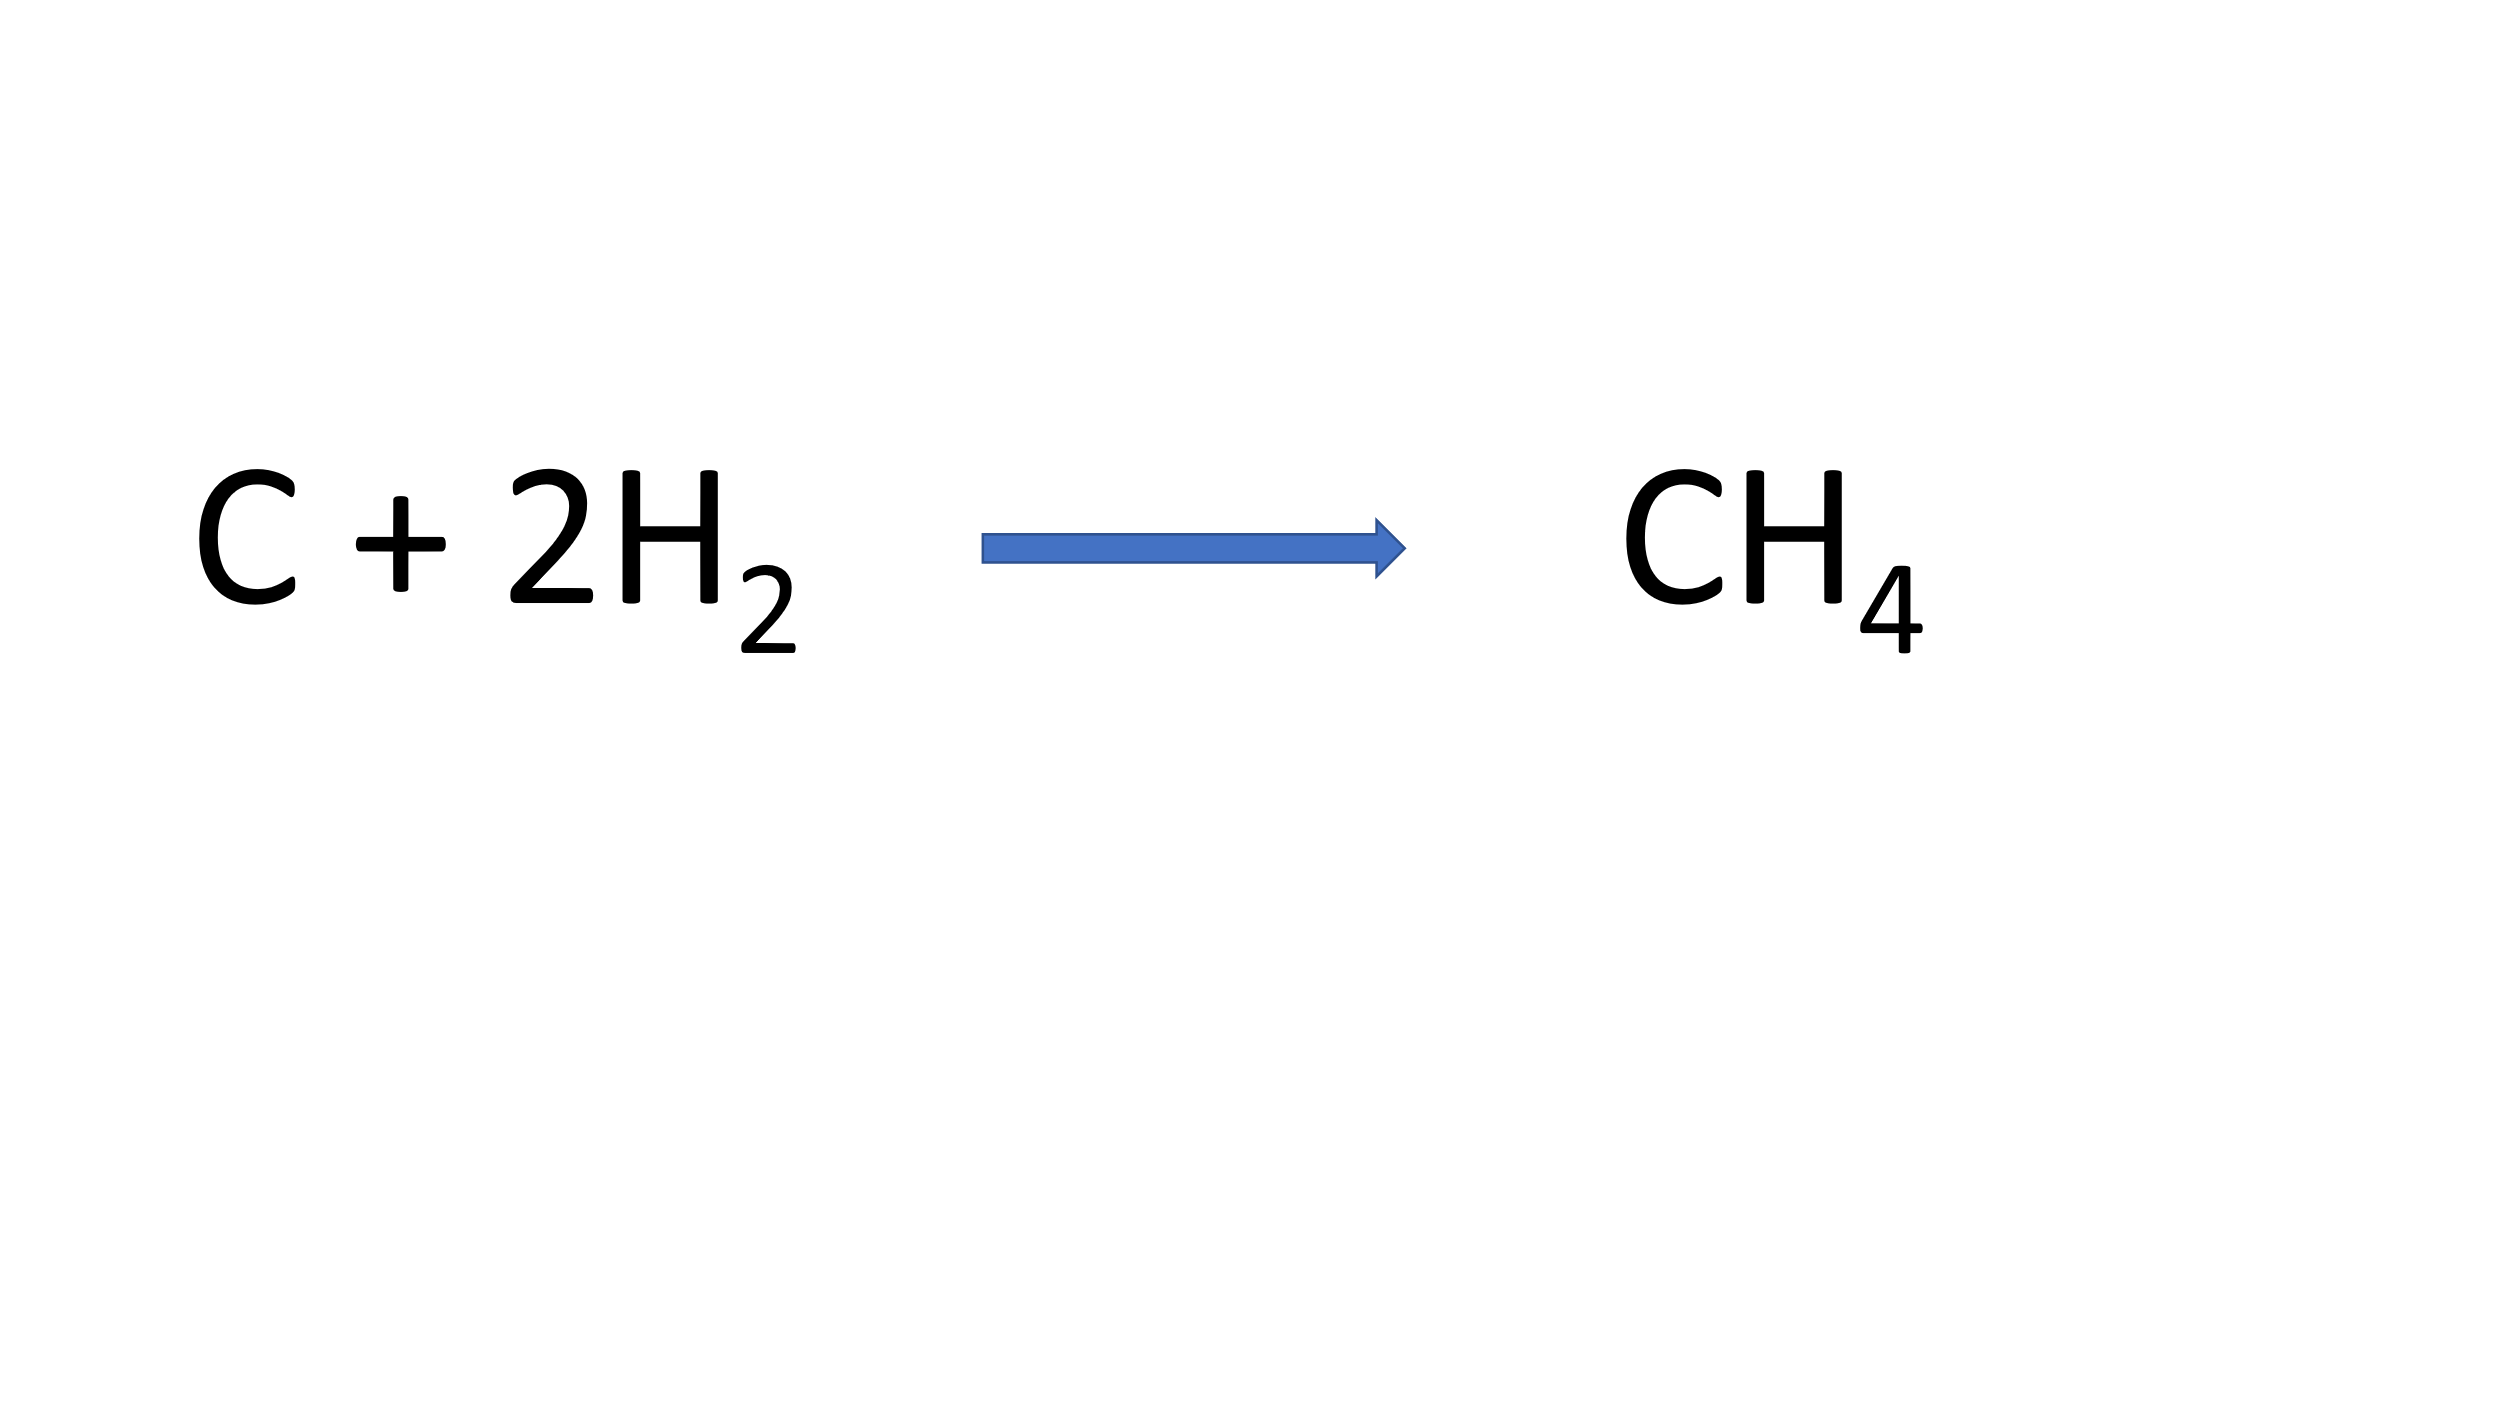 C + 2H₂ CH₄